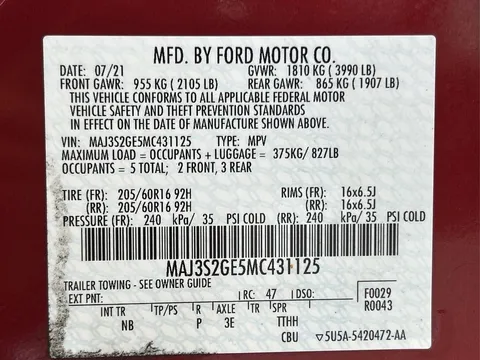 MFD. BY FORD MOTOR CO.
DATE: 07/21 GVWR: 1810 KG (3990 LB)
FRONT GAWR: 955 KG (2105 LB) REAR GAWR: 865 KG (1907 LB)
THIS VEHICLE CONFORMS TO ALL APPLICABLE FEDERAL MOTOR
VEHICLE SAFETY AND THEFT PREVENTION STANDARDS
IN EFFECT ON THE DATE OF MANUFACTURE SHOWN ABOVE.
VIN: MAJ3S2GE5MC431125 TYPE: MPV
MAXIMUM LOAD = OCCUPANTS + LUGGAGE = 375KG/ 827LB
OCCUPANTS = 5 TOTAL; 2 FRONT, 3 REAR
TIRE (FR): 205/60R16 92H RIMS (FR): 16x6.5J
(RR): 205/60R16 92H (RR): 16x6.5J
PRESSURE (FR): 240 kPa/ 35 PSI COLD (RR): 240 kPa/ 35 PSI COLD
MAJ3S2GE5MC431125
TRAILER TOWING - SEE OWNER GUIDE
EXT PNT: RC: 47 DSO: F0029
R0043
INT TR TP/PS R AXLE TR SPR
NB P 3E TTHH
CBU ▽5U5A-5420472-AA